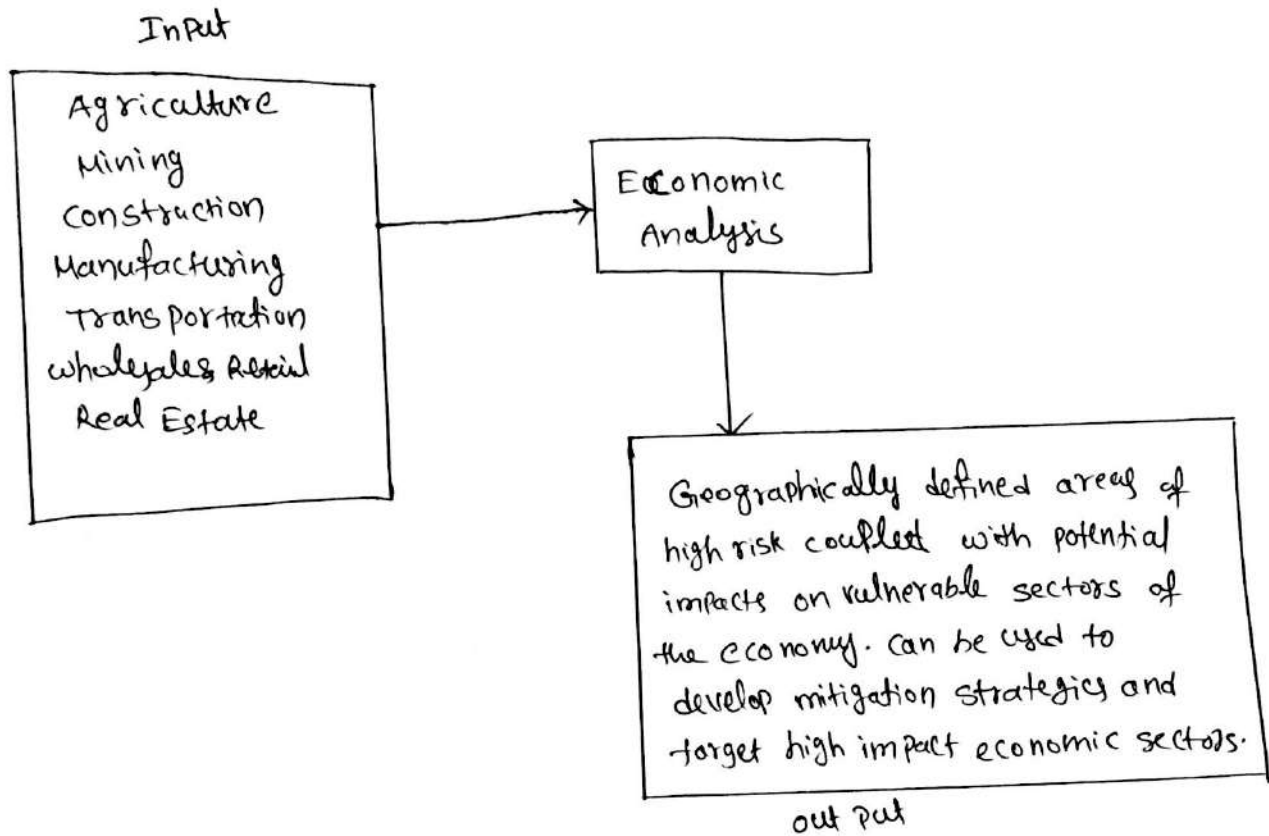 Input
Agriculture
Mining
Construction
Manufacturing
Transportation
wholesales, Retail
Real Estate
Economic
Analysis
Geographically defined areas of
high risk coupled with potential
impacts on vulnerable sectors of
the economy. can be used to
develop mitigation strategies and
target high impact economic sectors.
out put